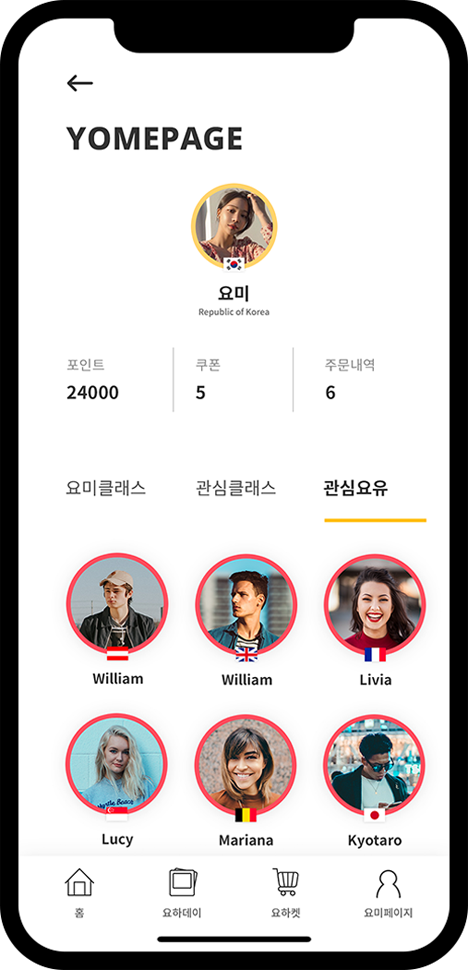 YOMEPAGE
요미
Republic of Korea
포인트 쿠폰 주문내역
24000 5 6
요미클래스 관심클래스 관심요유
William William Livia
Myrtle Beach
Lucy Mariana Kyotaro
홈 요하데이 요하켓 요미페이지